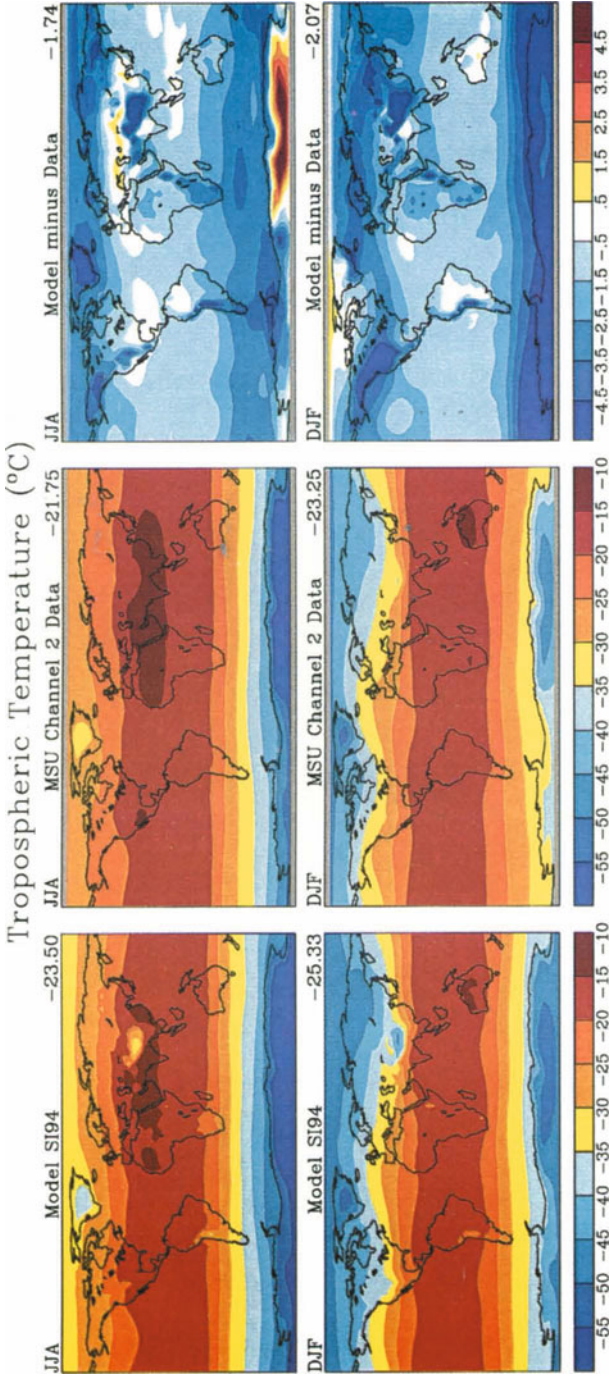 Tropospheric Temperature (°C)
JJA Model SI94 -23.50
JJA MSU Channel 2 Data -21.75
JJA Model minus Data -1.74
DJF Model SI94 -25.33
DJF MSU Channel 2 Data -23.25
DJF Model minus Data -2.07
-55 -50 -45 -40 -35 -30 -25 -20 -15 -10
-55 -50 -45 -40 -35 -30 -25 -20 -15 -10
-4.5 -3.5 -2.5 -1.5 -.5 .5 1.5 2.5 3.5 4.5